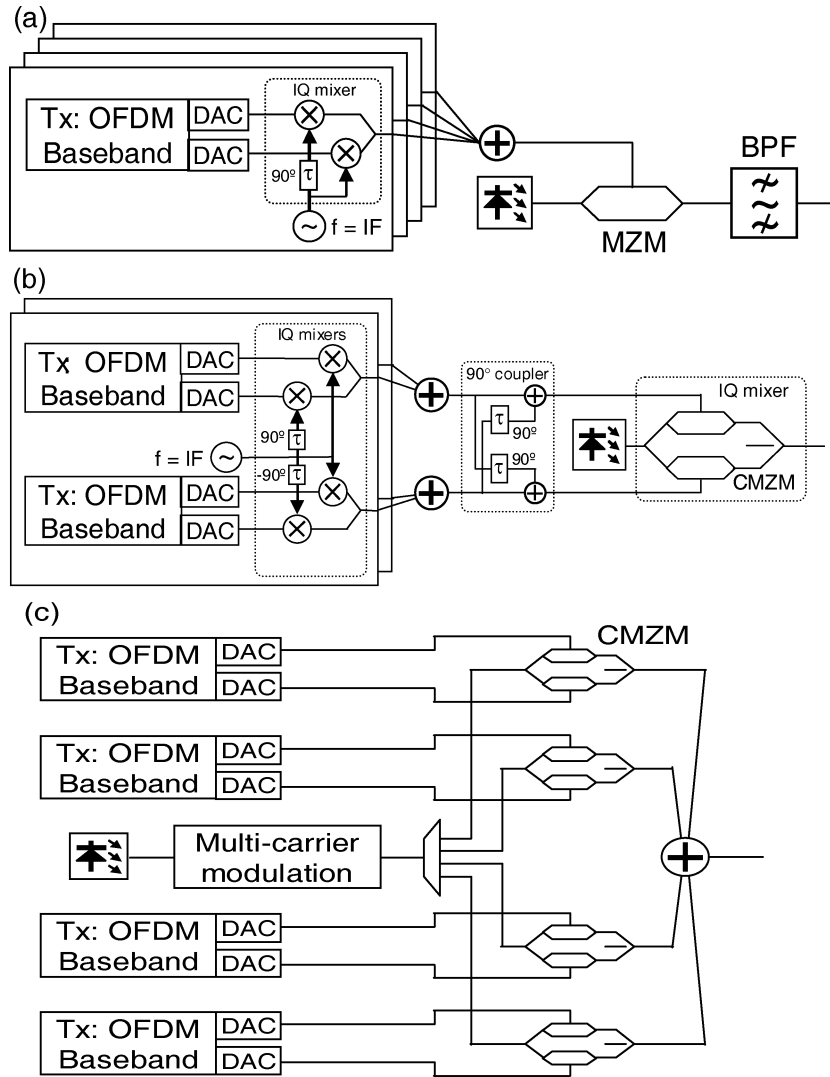 (a)
IQ mixer
Tx: OFDM
Baseband
DAC
DAC
90º
τ
~
f = IF
MZM
BPF
(b)
IQ mixers
Tx OFDM
Baseband
DAC
DAC
90º
τ
f = IF
~
-90º
τ
Tx: OFDM
Baseband
DAC
DAC
90° coupler
τ
90º
τ
90º
IQ mixer
CMZM
(c)
Tx: OFDM
Baseband
DAC
DAC
CMZM
Tx: OFDM
Baseband
DAC
DAC
Multi-carrier
modulation
Tx: OFDM
Baseband
DAC
DAC
Tx: OFDM
Baseband
DAC
DAC